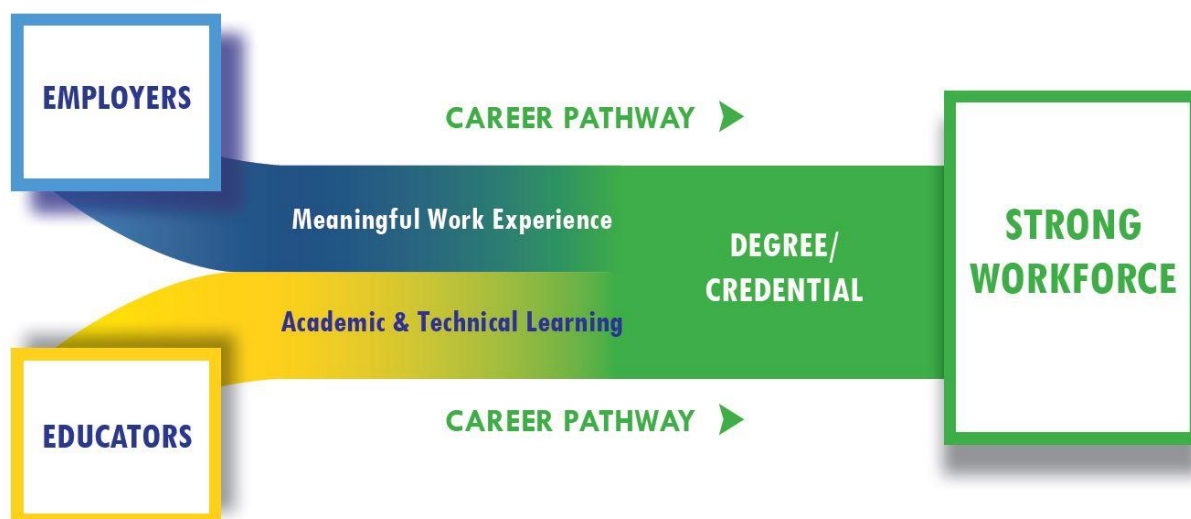 EMPLOYERS
CAREER PATHWAY
Meaningful Work Experience
DEGREE/
CREDENTIAL
STRONG
WORKFORCE
Academic & Technical Learning
CAREER PATHWAY
EDUCATORS